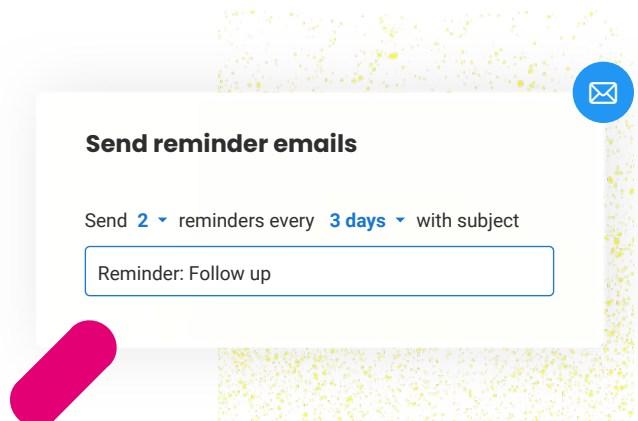 Send reminder emails
Send 2 reminders every 3 days with subject
Reminder: Follow up